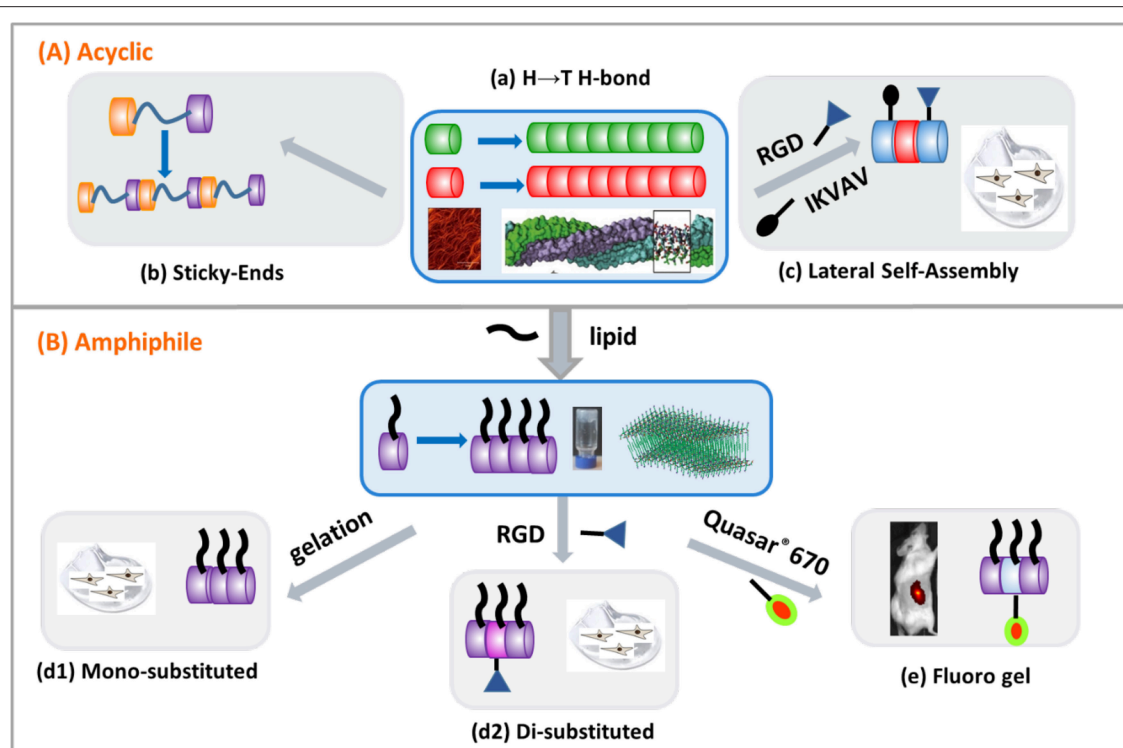 (A) Acyclic
(a) H→T H-bond
RGD
IKVAV
(b) Sticky-Ends
(c) Lateral Self-Assembly
(B) Amphiphile
lipid
gelation
RGD
Quasar® 670
(d1) Mono-substituted
(d2) Di-substituted
(e) Fluoro gel